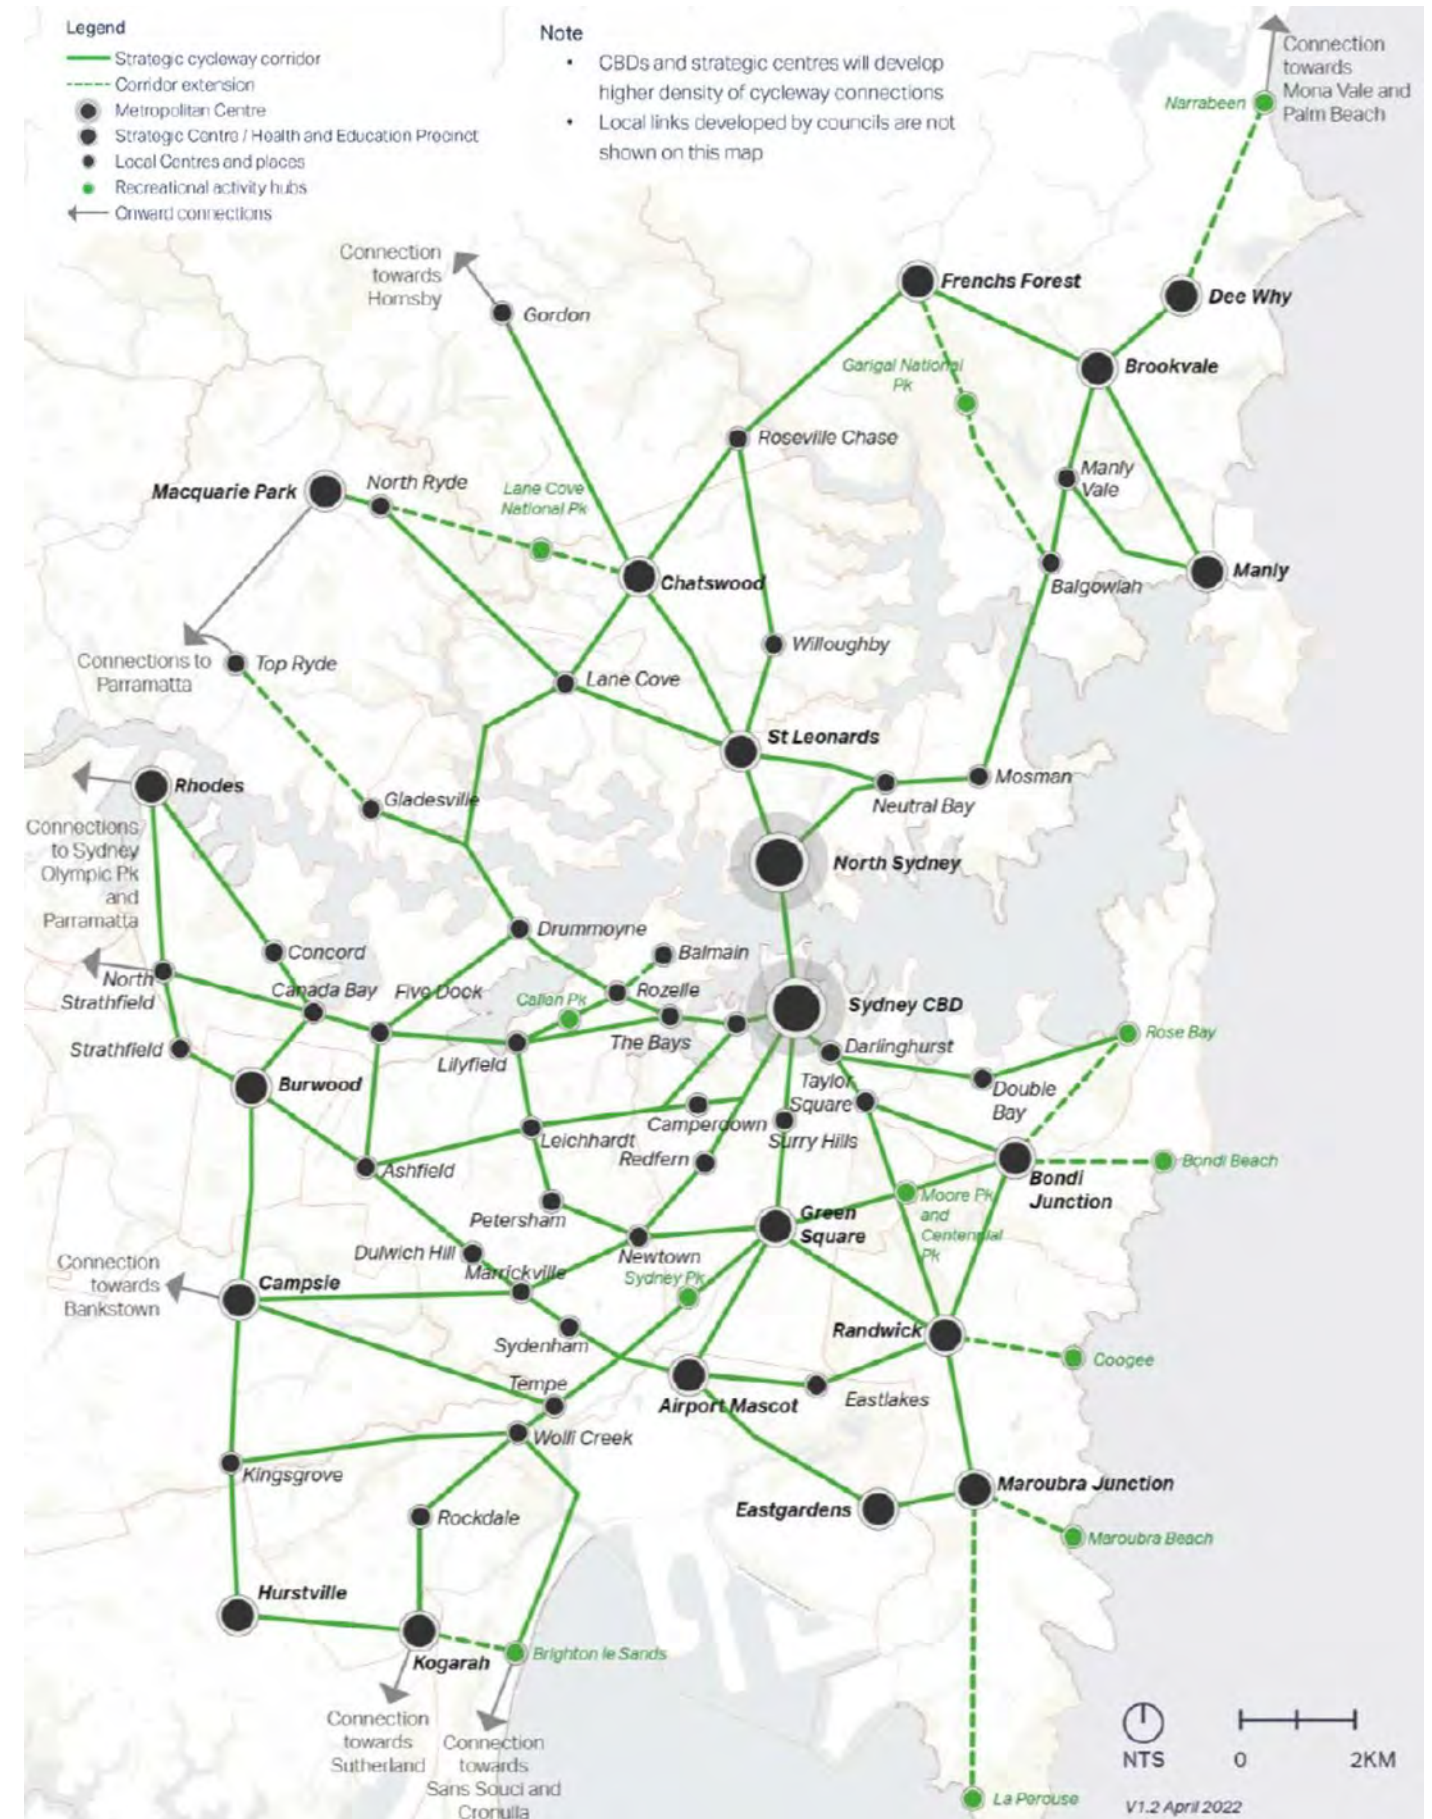 Legend
Strategic cycleway corridor
Corridor extension
Metropolitan Centre
Strategic Centre / Health and Education Precinct
Local Centres and places
Recreational activity hubs
Onward connections
Note
• CBDs and strategic centres will develop
higher density of cycleway connections
• Local links developed by councils are not
shown on this map
Connection
towards
Mona Vale and
Palm Beach
Narrabeen
Connection
towards
Hornsby
Gordon
Frenchs Forest
Dee Why
Garigal National
Pk
Brookvale
Roseville Chase
Macquarie Park
North Ryde
Lane Cove
National Pk
Manly
Vale
Chatswood
Balgowlah
Manly
Willoughby
Connections to
Parramatta
Top Ryde
Lane Cove
St Leonards
Rhodes
Gladesville
Mosman
Neutral Bay
Connections
to Sydney
Olympic Pk
and
Parramatta
North Sydney
Drummoyne
Balmain
Concord
North
Strathfield
Canada Bay
Five Dock
Callan Pk
Rozelle
Sydney CBD
Rose Bay
Strathfield
Lilyfield
The Bays
Darlinghurst
Burwood
Taylor
Square
Double
Bay
Camperdown
Leichhardt
Surry Hills
Redfern
Ashfield
Bondi Beach
Bondi
Junction
Moore Pk
and
Centennial
Pk
Petersham
Green
Square
Dulwich Hill
Newtown
Marrickville
Sydney Pk
Connection
towards
Bankstown
Campsie
Sydenham
Randwick
Coogee
Tempe
Airport Mascot
Eastlakes
Wolli Creek
Kingsgrove
Maroubra Junction
Eastgardens
Rockdale
Maroubra Beach
Hurstville
Kogarah
Brighton le Sands
Connection
towards
Sutherland
Connection
towards
Sans Souci and
Cronulla
La Perouse
NTS
0 2KM
V1.2 April 2022